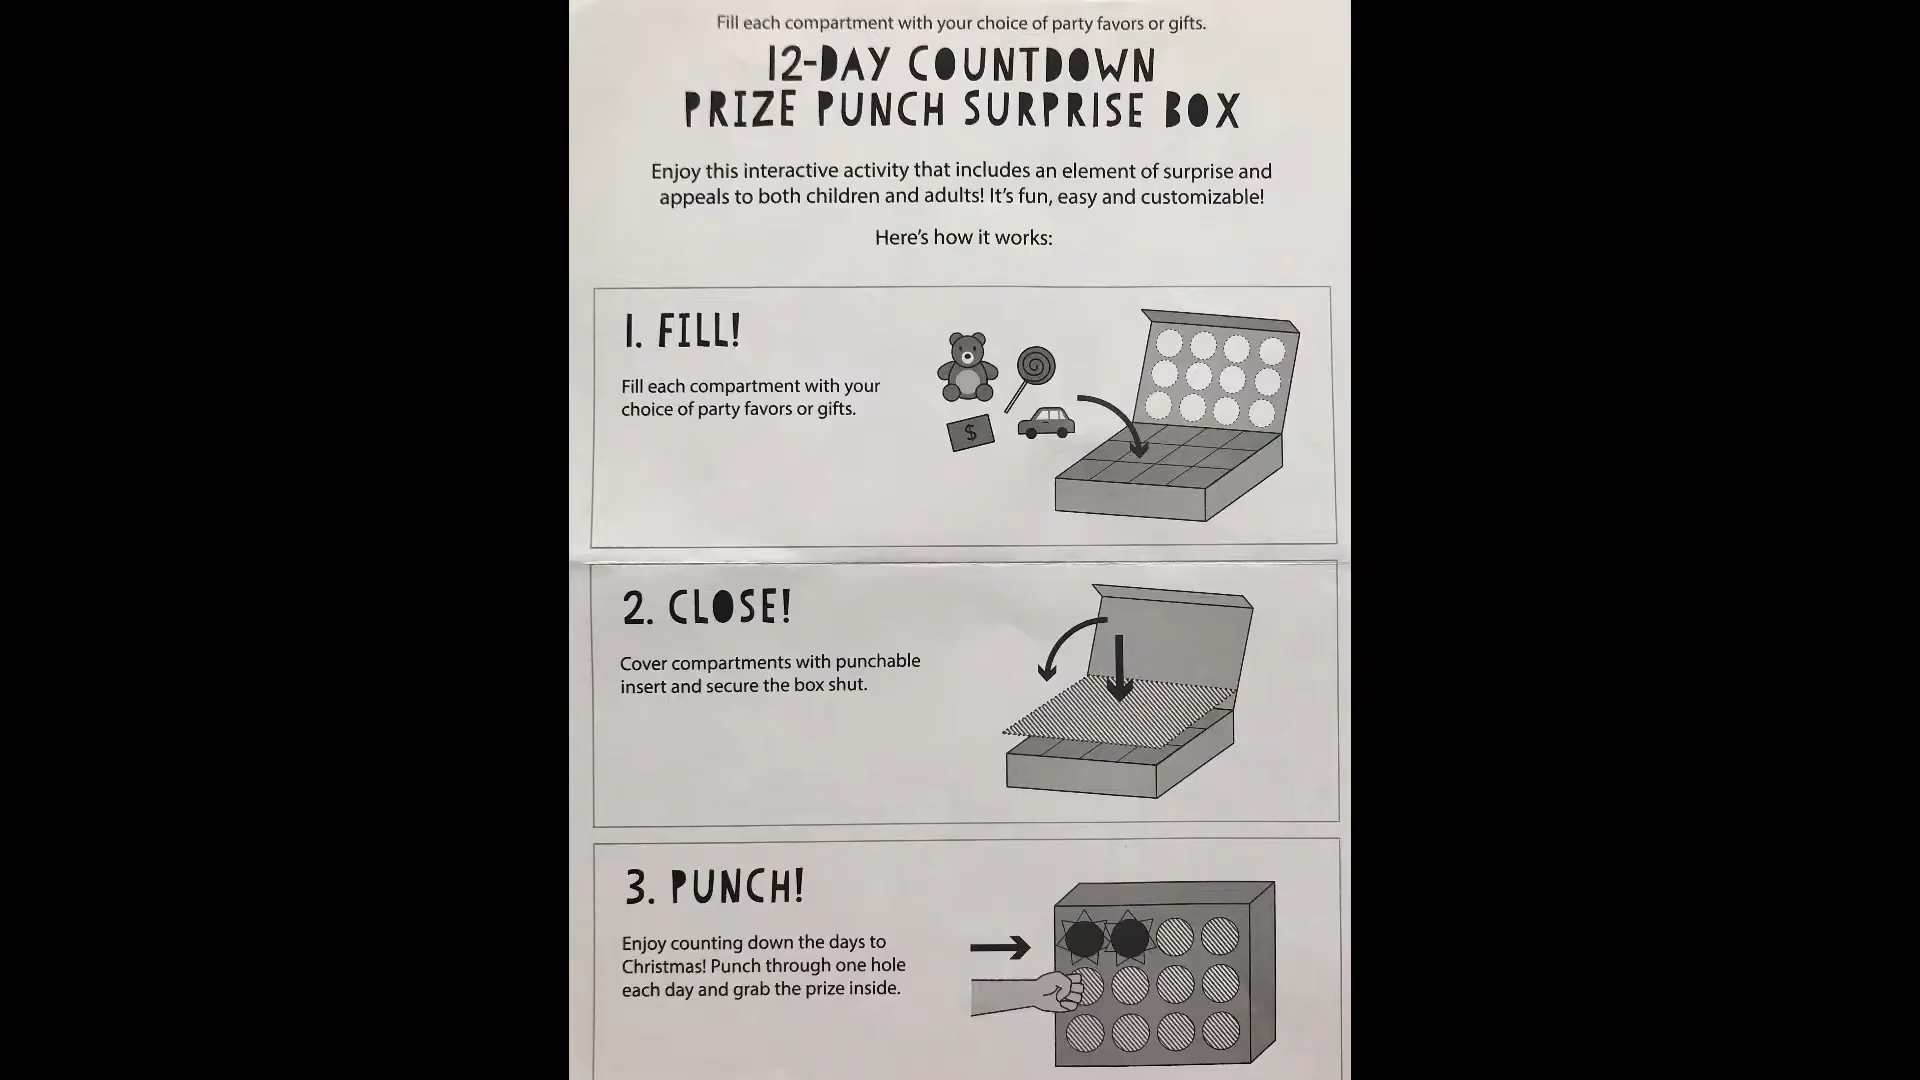 Fill each compartment with your choice of party favors or gifts.
12-DAY COUNTDOWN
PRIZE PUNCH SURPRISE BOX
Enjoy this interactive activity that includes an element of surprise and
appeals to both children and adults! It's fun, easy and customizable!
Here's how it works:
1. FILL!
Fill each compartment with your
choice of party favors or gifts.
$
2. CLOSE!
Cover compartments with punchable
insert and secure the box shut.
3. PUNCH!
Enjoy counting down the days to
Christmas! Punch through one hole
each day and grab the prize inside.